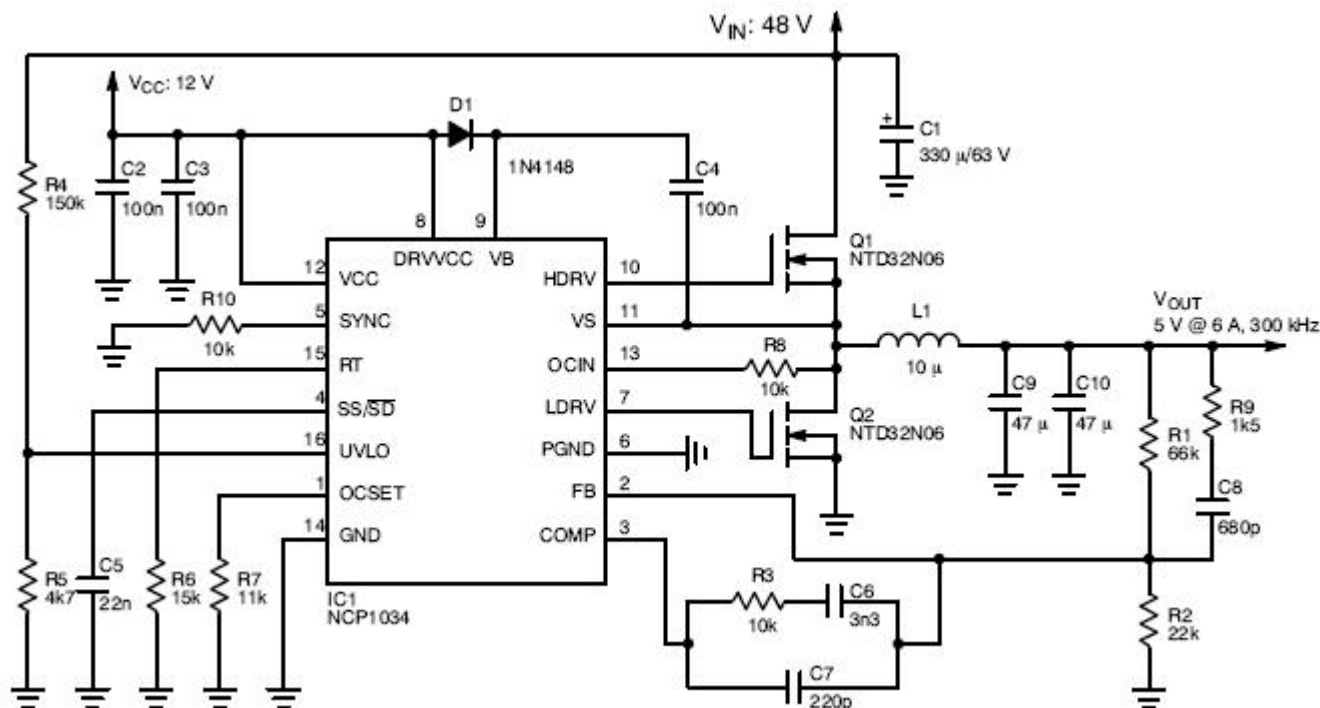 V_IN: 48 V
V_CC: 12 V
D1
1N4148
C1
330 μ/63 V
+
R4
150k
C2
100n
C3
100n
C4
100n
8
9
DRVVCC
VB
12
VCC
HDRV
10
Q1
NTD32N06
R10
10k
5
SYNC
VS
11
L1
10 μ
V_OUT
5 V @ 6 A, 300 kHz
15
RT
OCIN
13
R8
10k
4
SS/SD
LDRV
7
Q2
NTD32N06
C9
47 μ
C10
47 μ
R9
1k5
R1
66k
16
UVLO
PGND
6
1
OCSET
FB
2
C8
680p
14
GND
COMP
3
R5
4k7
C5
22n
R6
15k
R7
11k
IC1
NCP1034
R3
10k
C6
3n3
C7
220p
R2
22k